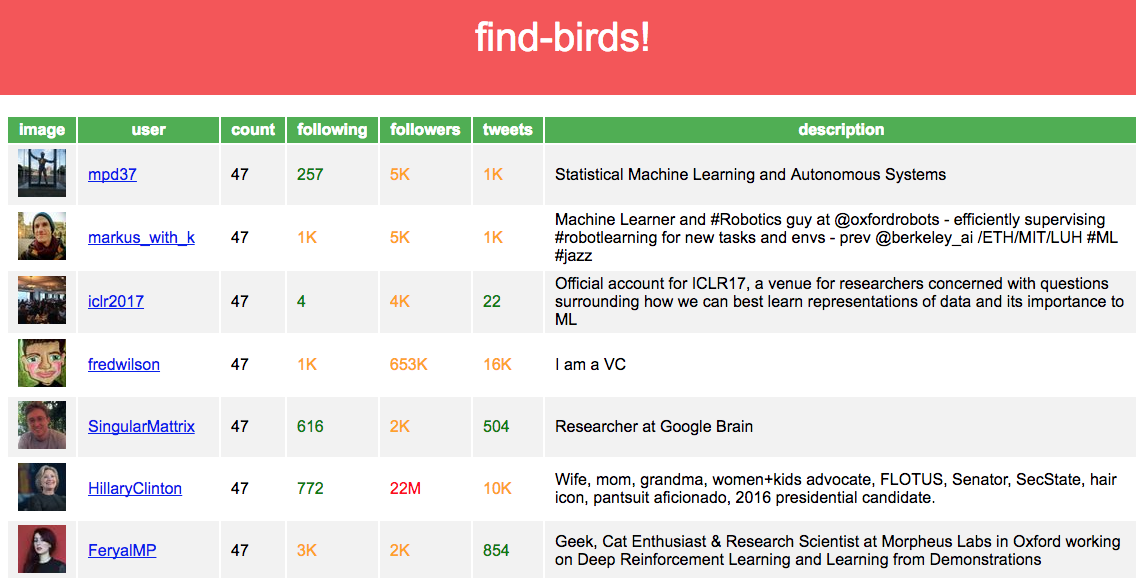 find-birds!
image user count following followers tweets description
mpd37 47 257 5K 1K Statistical Machine Learning and Autonomous Systems
markus_with_k 47 1K 5K 1K Machine Learner and #Robotics guy at @oxfordrobots - efficiently supervising
#robotlearning for new tasks and envs - prev @berkeley_ai /ETH/MIT/LUH #ML
#jazz
iclr2017 47 4 4K 22 Official account for ICLR17, a venue for researchers concerned with questions
surrounding how we can best learn representations of data and its importance to
ML
fredwilson 47 1K 653K 16K I am a VC
SingularMattrix 47 616 2K 504 Researcher at Google Brain
HillaryClinton 47 772 22M 10K Wife, mom, grandma, women+kids advocate, FLOTUS, Senator, SecState, hair
icon, pantsuit aficionado, 2016 presidential candidate.
FeryalMP 47 3K 2K 854 Geek, Cat Enthusiast & Research Scientist at Morpheus Labs in Oxford working
on Deep Reinforcement Learning and Learning from Demonstrations